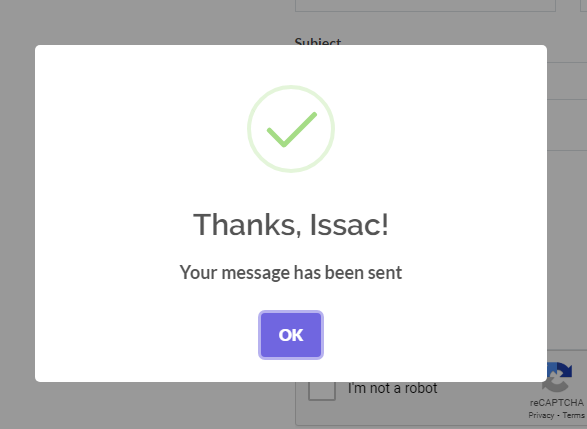 Subject
Thanks, Issac!
Your message has been sent
OK
I'm not a robot
reCAPTCHA
Privacy - Terms